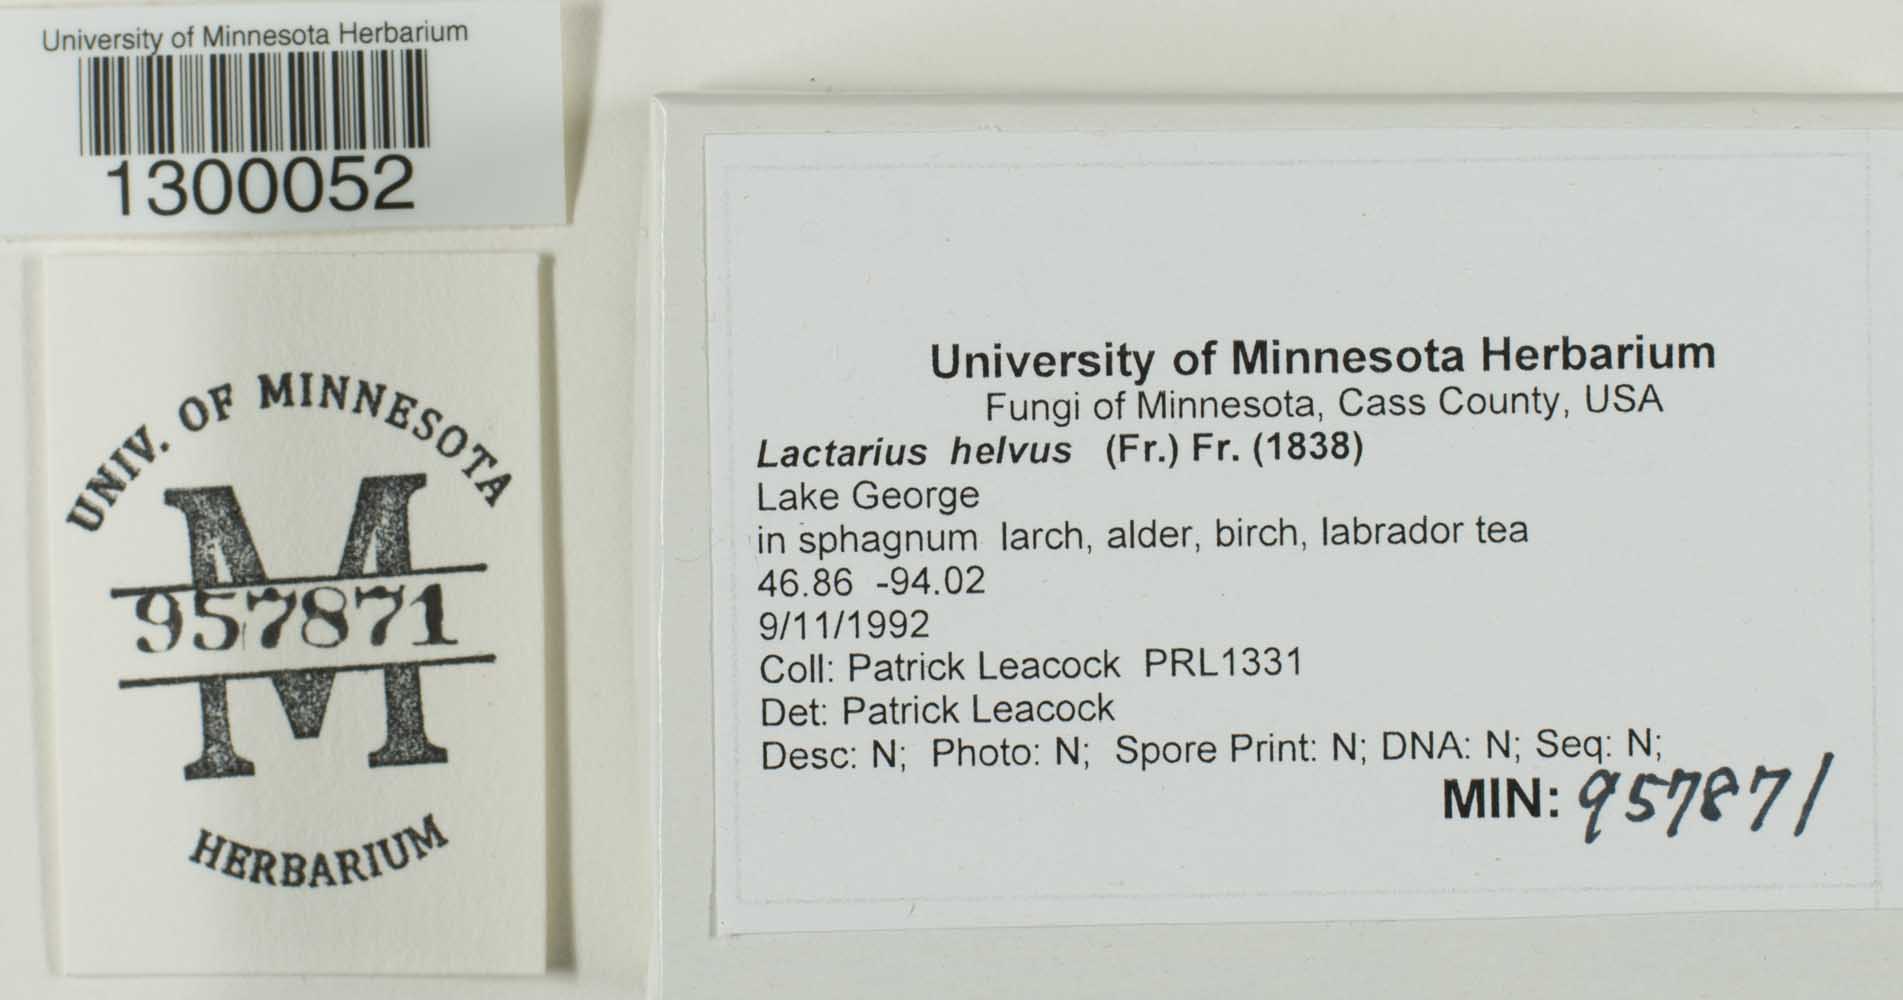 University of Minnesota Herbarium
1300052
UNIV. OF MINNESOTA
957871
HERBARIUM
University of Minnesota Herbarium
Fungi of Minnesota, Cass County, USA
Lactarius helvus (Fr.) Fr. (1838)
Lake George
in sphagnum larch, alder, birch, labrador tea
46.86 -94.02
9/11/1992
Coll: Patrick Leacock PRL1331
Det: Patrick Leacock
Desc: N; Photo: N; Spore Print: N; DNA: N; Seq: N;
MIN: 957871